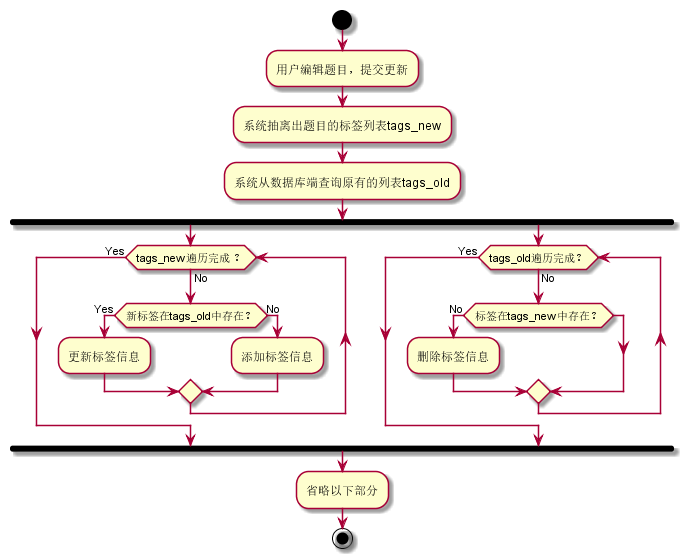 用户编辑题目，提交更新
系统抽离出题目的标签列表tags_new
系统从数据库端查询原有的列表tags_old
Yes
tags_new遍历完成 ？
No
Yes
新标签在tags_old中存在？
No
更新标签信息
添加标签信息
Yes
tags_old遍历完成？
No
No
标签在tags_new中存在？
删除标签信息
省略以下部分